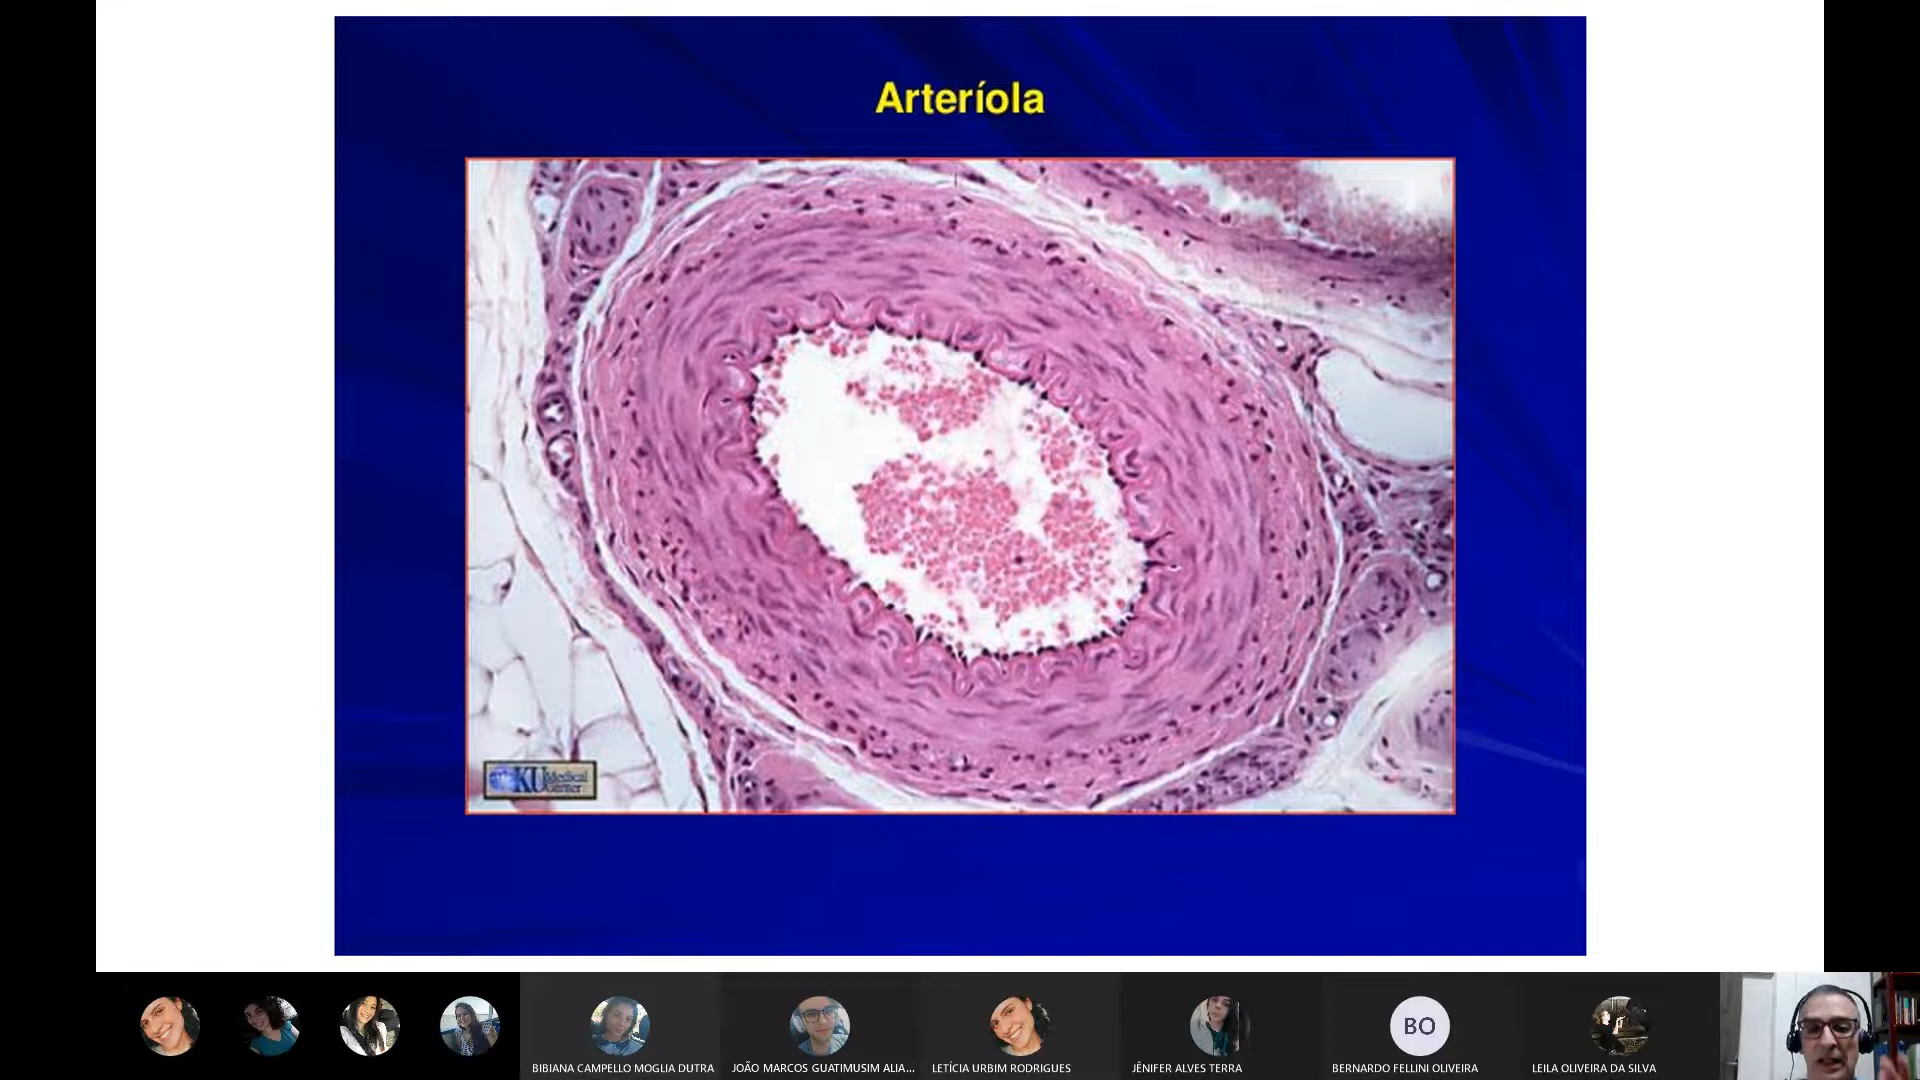 Arteríola
KU Medical
Center
BIBIANA CAMPELLO MOGLIA DUTRA
JOÃO MARCOS GUATIMUSIM ALIA...
LETÍCIA URBIM RODRIGUES
JÊNIFER ALVES TERRA
BO
BERNARDO FELLINI OLIVEIRA
LEILA OLIVEIRA DA SILVA